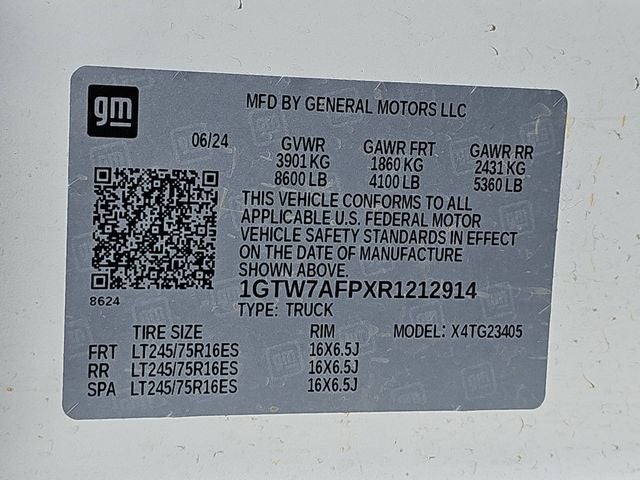 gm
MFD BY GENERAL MOTORS LLC
06/24 GVWR GAWR FRT GAWR RR
3901 KG 1860 KG 2431 KG
8600 LB 4100 LB 5360 LB
THIS VEHICLE CONFORMS TO ALL
APPLICABLE U.S. FEDERAL MOTOR
VEHICLE SAFETY STANDARDS IN EFFECT
ON THE DATE OF MANUFACTURE
SHOWN ABOVE.
8624
1GTW7AFPXR1212914
TYPE: TRUCK
TIRE SIZE RIM MODEL: X4TG23405
FRT LT245/75R16ES 16X6.5J
RR LT245/75R16ES 16X6.5J
SPA LT245/75R16ES 16X6.5J